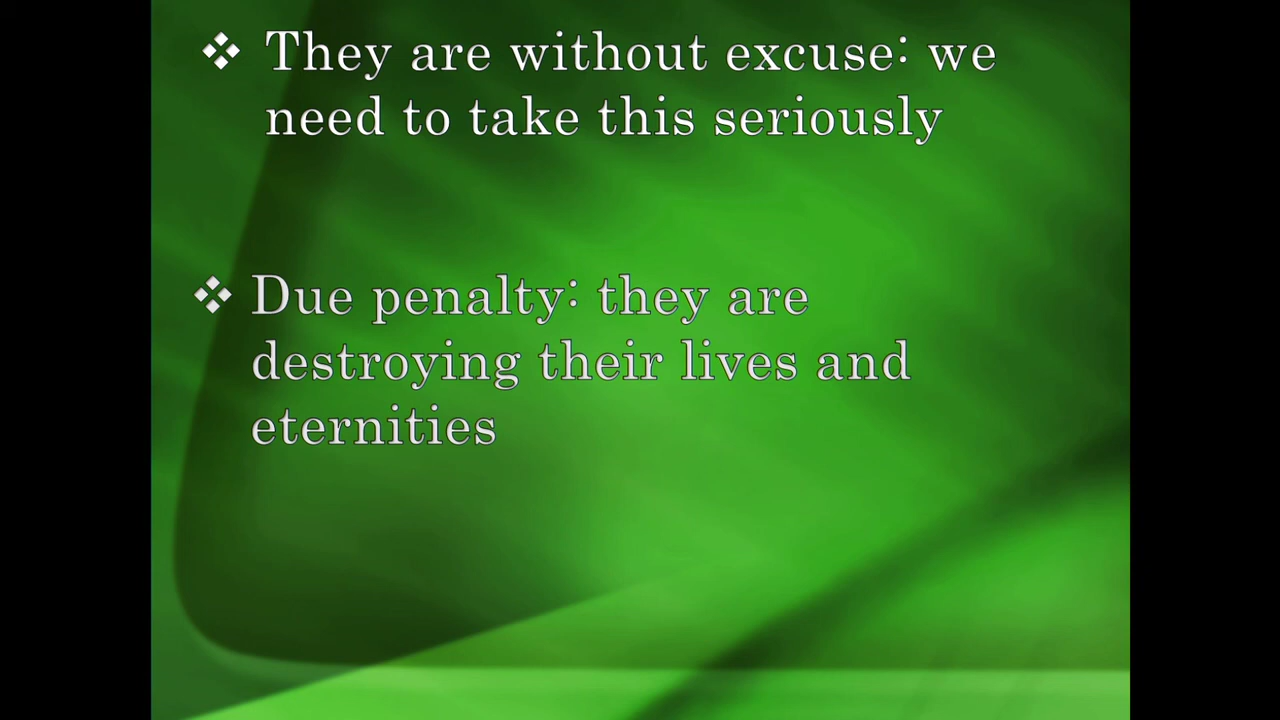 ❖ They are without excuse: we
need to take this seriously
❖ Due penalty: they are
destroying their lives and
eternities